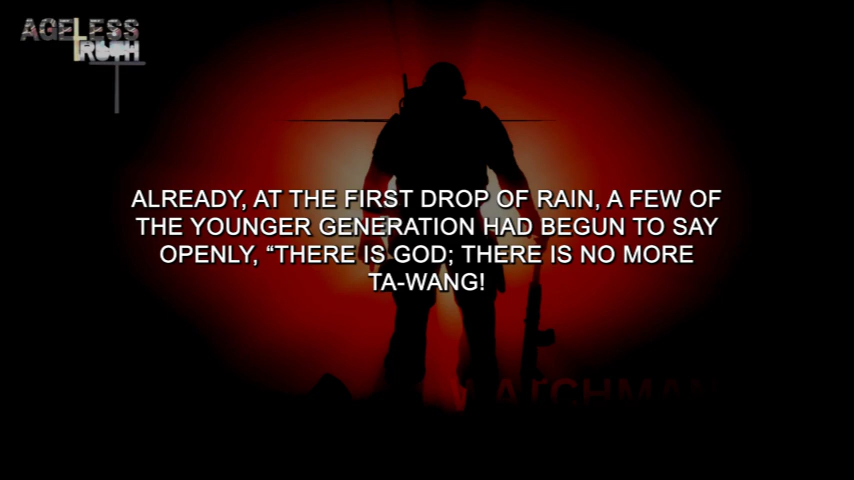 AGELESS
TRUTH
ALREADY, AT THE FIRST DROP OF RAIN, A FEW OF
THE YOUNGER GENERATION HAD BEGUN TO SAY
OPENLY, “THERE IS GOD; THERE IS NO MORE
TA-WANG!
WATCHMAN